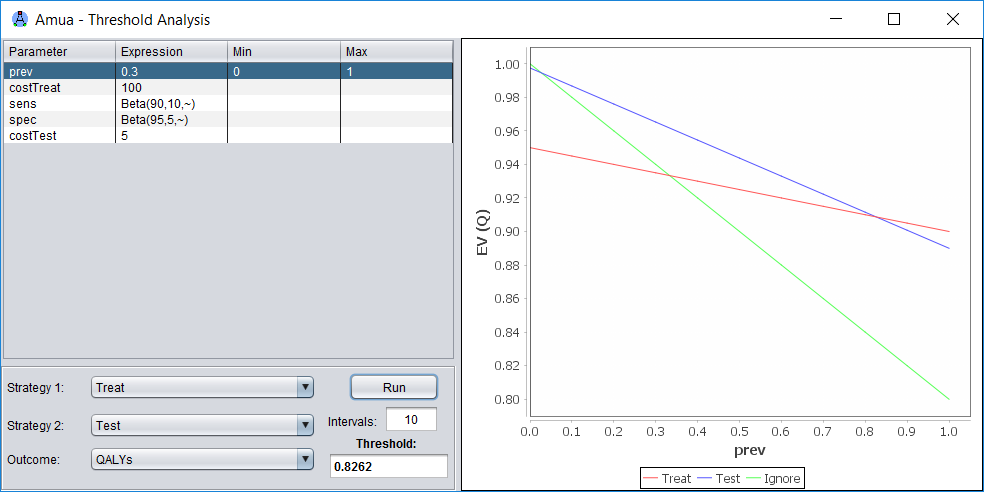 Amua - Threshold Analysis
Parameter Expression Min Max
prev 0.3 0 1
costTreat 100
sens Beta(90,10,~)
spec Beta(95,5,~)
costTest 5
Strategy 1: Treat Run
Strategy 2: Test Intervals: 10
Threshold:
Outcome: QALYs 0.8262
EV (Q)
1.00
0.98
0.96
0.94
0.92
0.90
0.88
0.86
0.84
0.82
0.80
0.0 0.1 0.2 0.3 0.4 0.5 0.6 0.7 0.8 0.9 1.0
prev
Treat Test Ignore